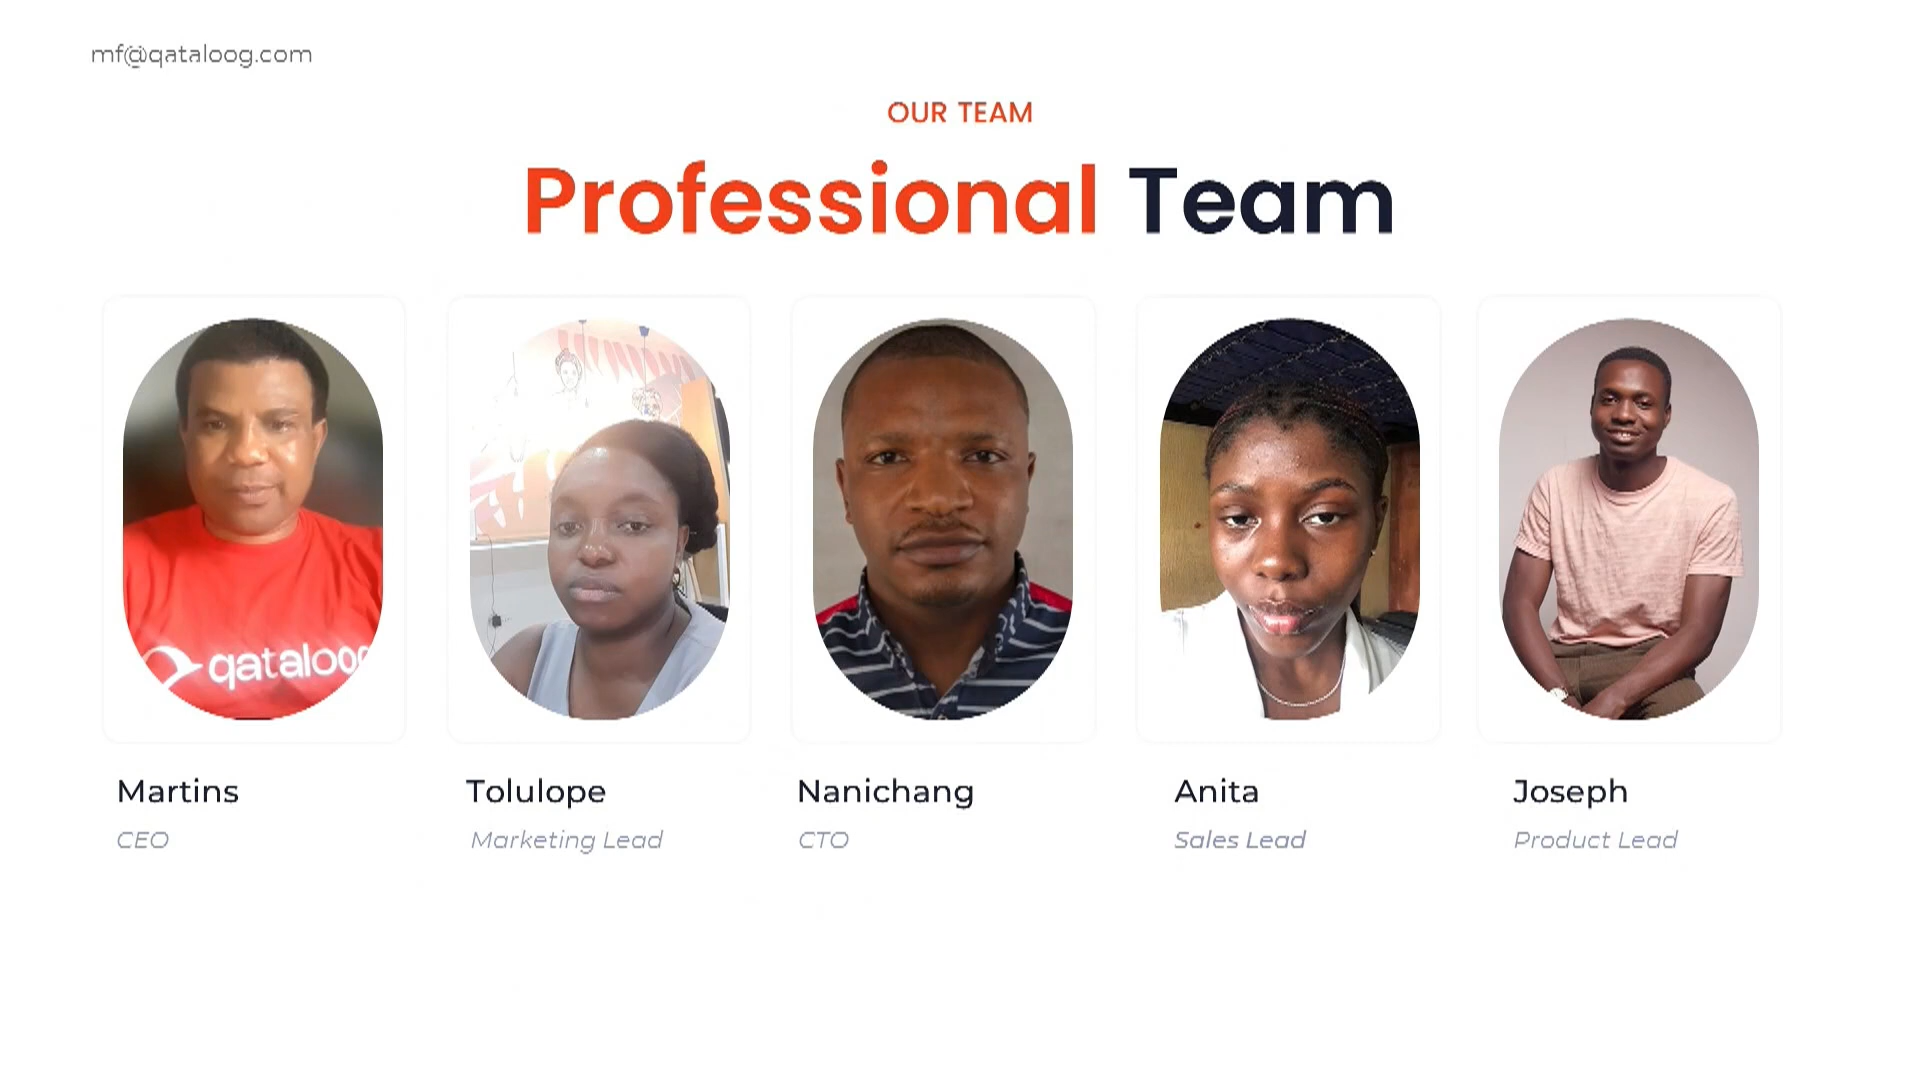 mf@qataloog.com
OUR TEAM
Professional Team
qataloog
Martins
Tolulope
Nanichang
Anita
Joseph
CEO
Marketing Lead
CTO
Sales Lead
Product Lead